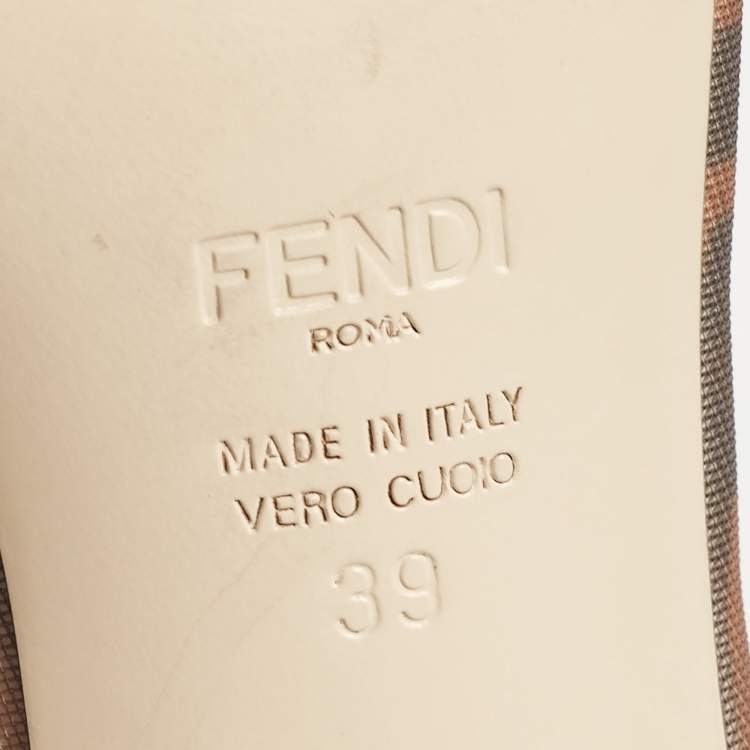 FENDI
ROMA
MADE IN ITALY
VERO CUOIO
39